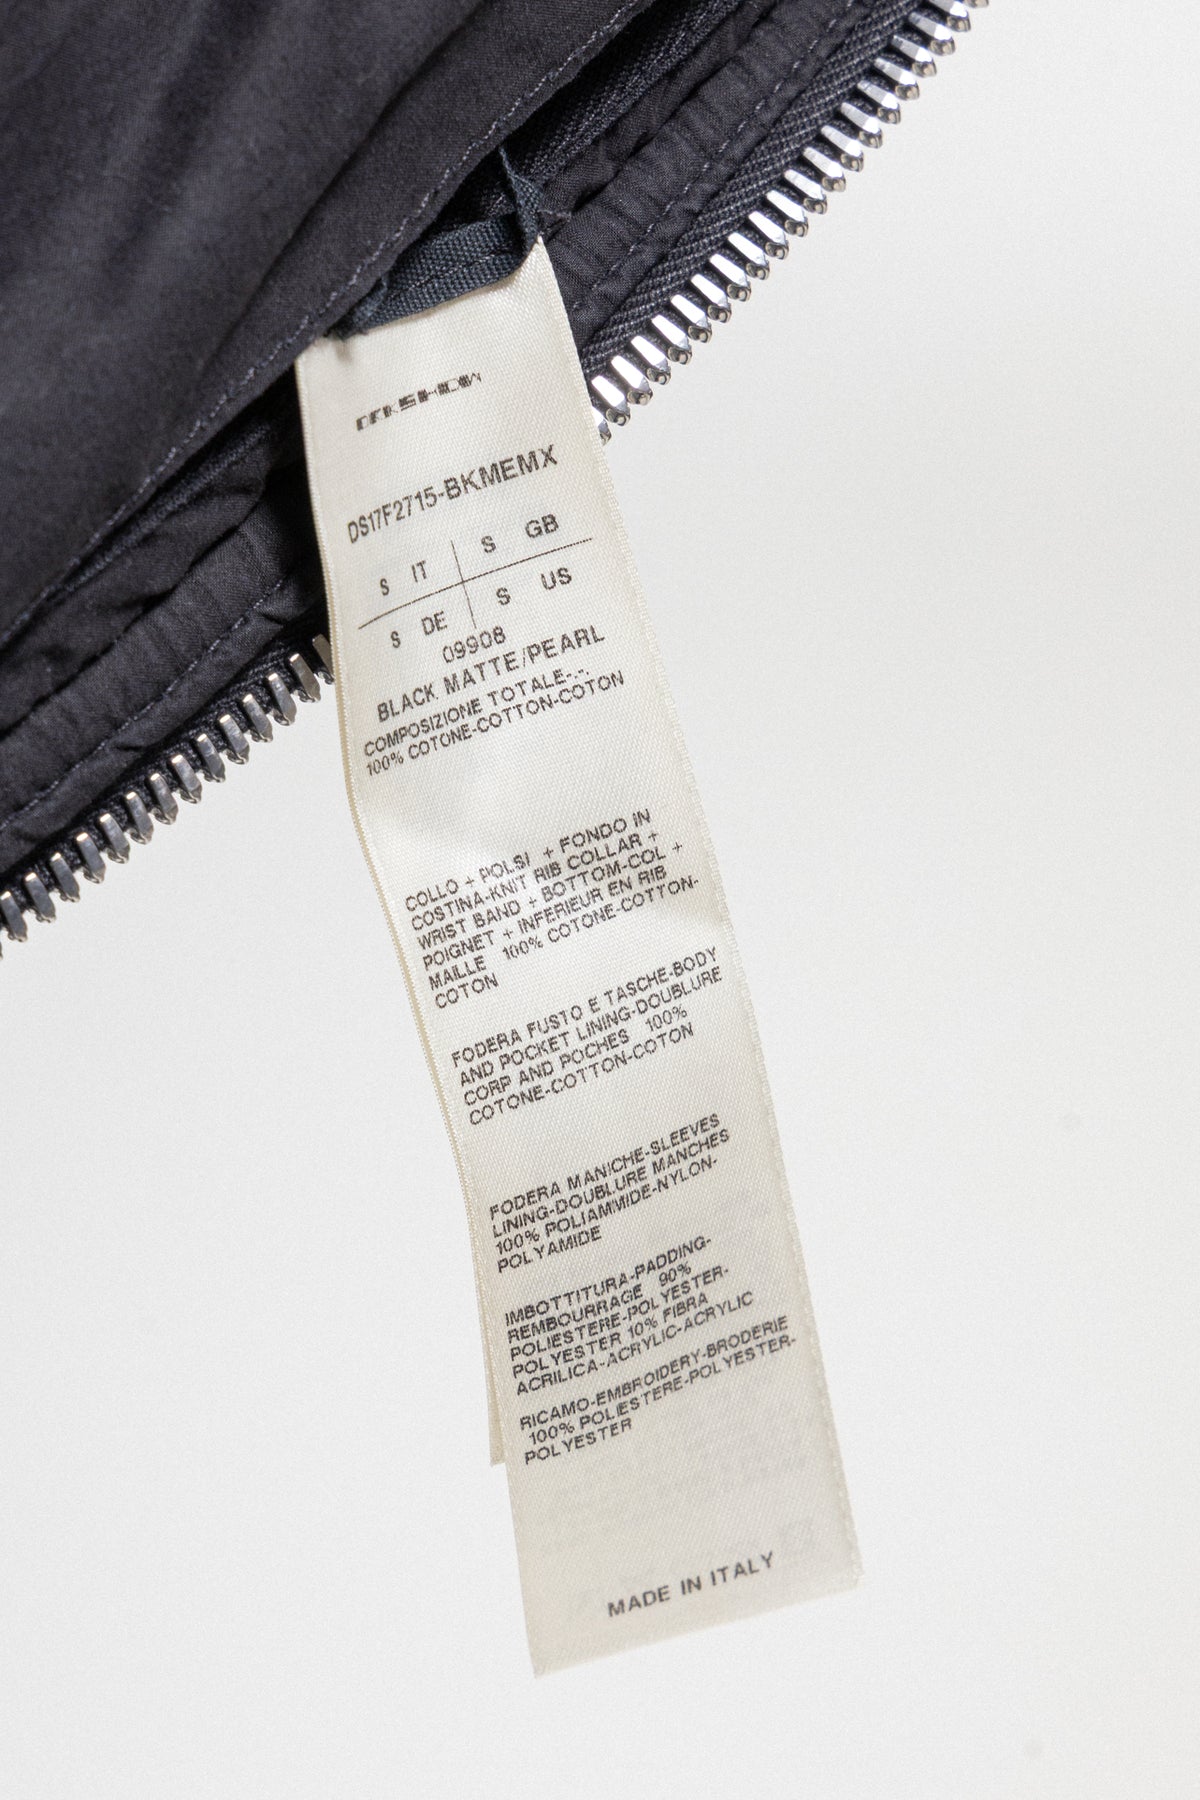 DRKSHDW
DS17F2715-BKMEMX
S IT S GB
S DE S US
09908
BLACK MATTE/PEARL
COMPOSIZIONE TOTALE-.-.
100% COTONE-COTTON-COTON
COLLO + POLSI + FONDO IN
COSTINA-KNIT RIB COLLAR +
WRIST BAND + BOTTOM-COL +
POIGNET + INFERIEUR EN RIB
MAILLE 100% COTONE-COTTON-
COTON
FODERA FUSTO E TASCHE-BODY
AND POCKET LINING-DOUBLURE
CORP AND POCHES 100%
COTONE-COTTON-COTON
FODERA MANICHE-SLEEVES
LINING-DOUBLURE MANCHES
100% POLIAMMIDE-NYLON-
POLYAMIDE
IMBOTTITURA-PADDING-
REMBOURRAGE 90%
POLIESTERE-POLYESTER-
POLYESTER 10% FIBRA
ACRILICA-ACRYLIC-ACRYLIC
RICAMO-EMBROIDERY-BRODERIE
100% POLIESTERE-POLYESTER-
POLYESTER
MADE IN ITALY